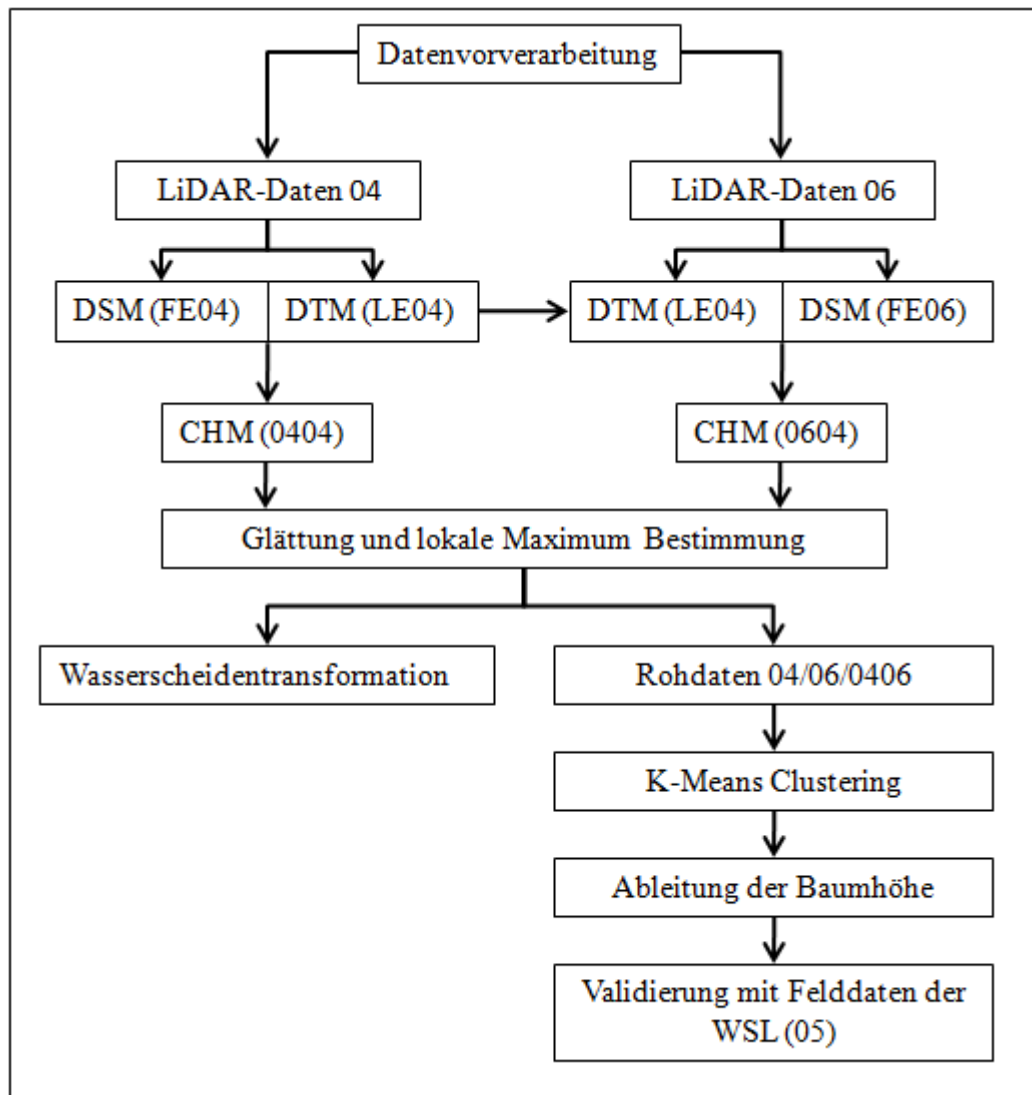 Datenvorverarbeitung
LiDAR-Daten 04
LiDAR-Daten 06
DSM (FE04)
DTM (LE04)
DTM (LE04)
DSM (FE06)
CHM (0404)
CHM (0604)
Glättung und lokale Maximum Bestimmung
Wasserscheidentransformation
Rohdaten 04/06/0406
K-Means Clustering
Ableitung der Baumhöhe
Validierung mit Felddaten der
WSL (05)